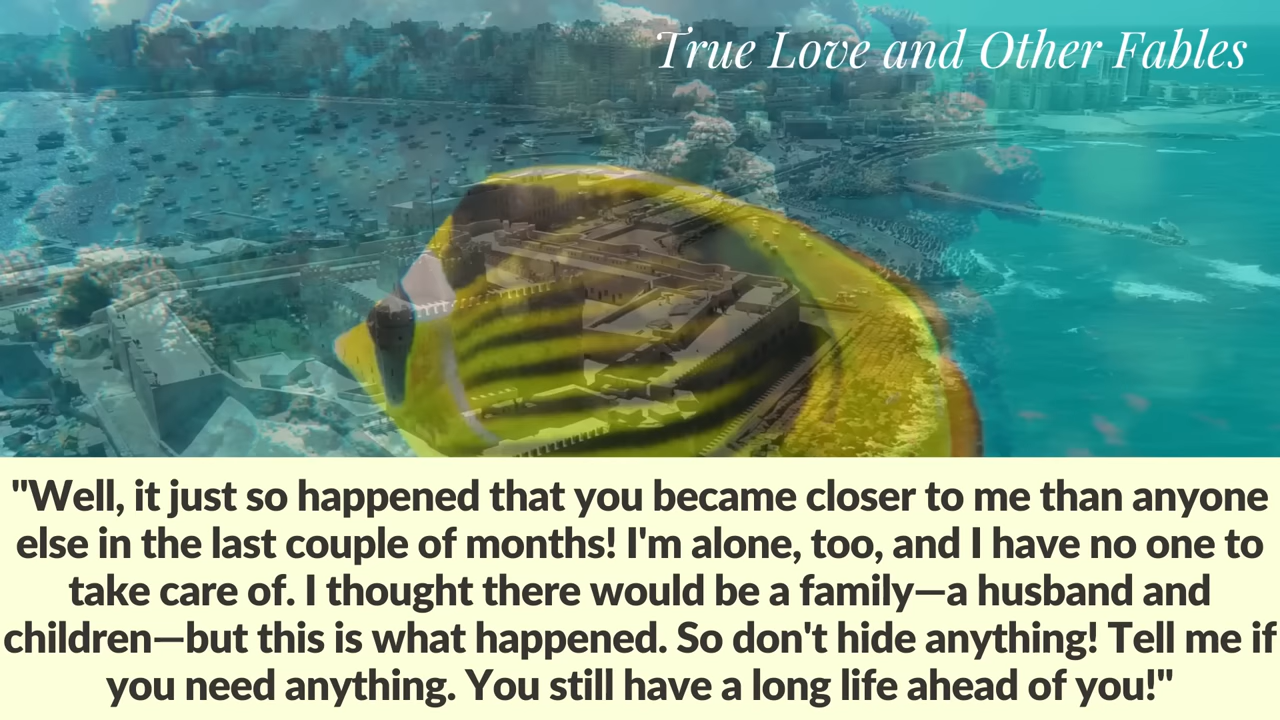 True Love and Other Fables
"Well, it just so happened that you became closer to me than anyone
else in the last couple of months! I'm alone, too, and I have no one to
take care of. I thought there would be a family—a husband and
children—but this is what happened. So don't hide anything! Tell me if
you need anything. You still have a long life ahead of you!"